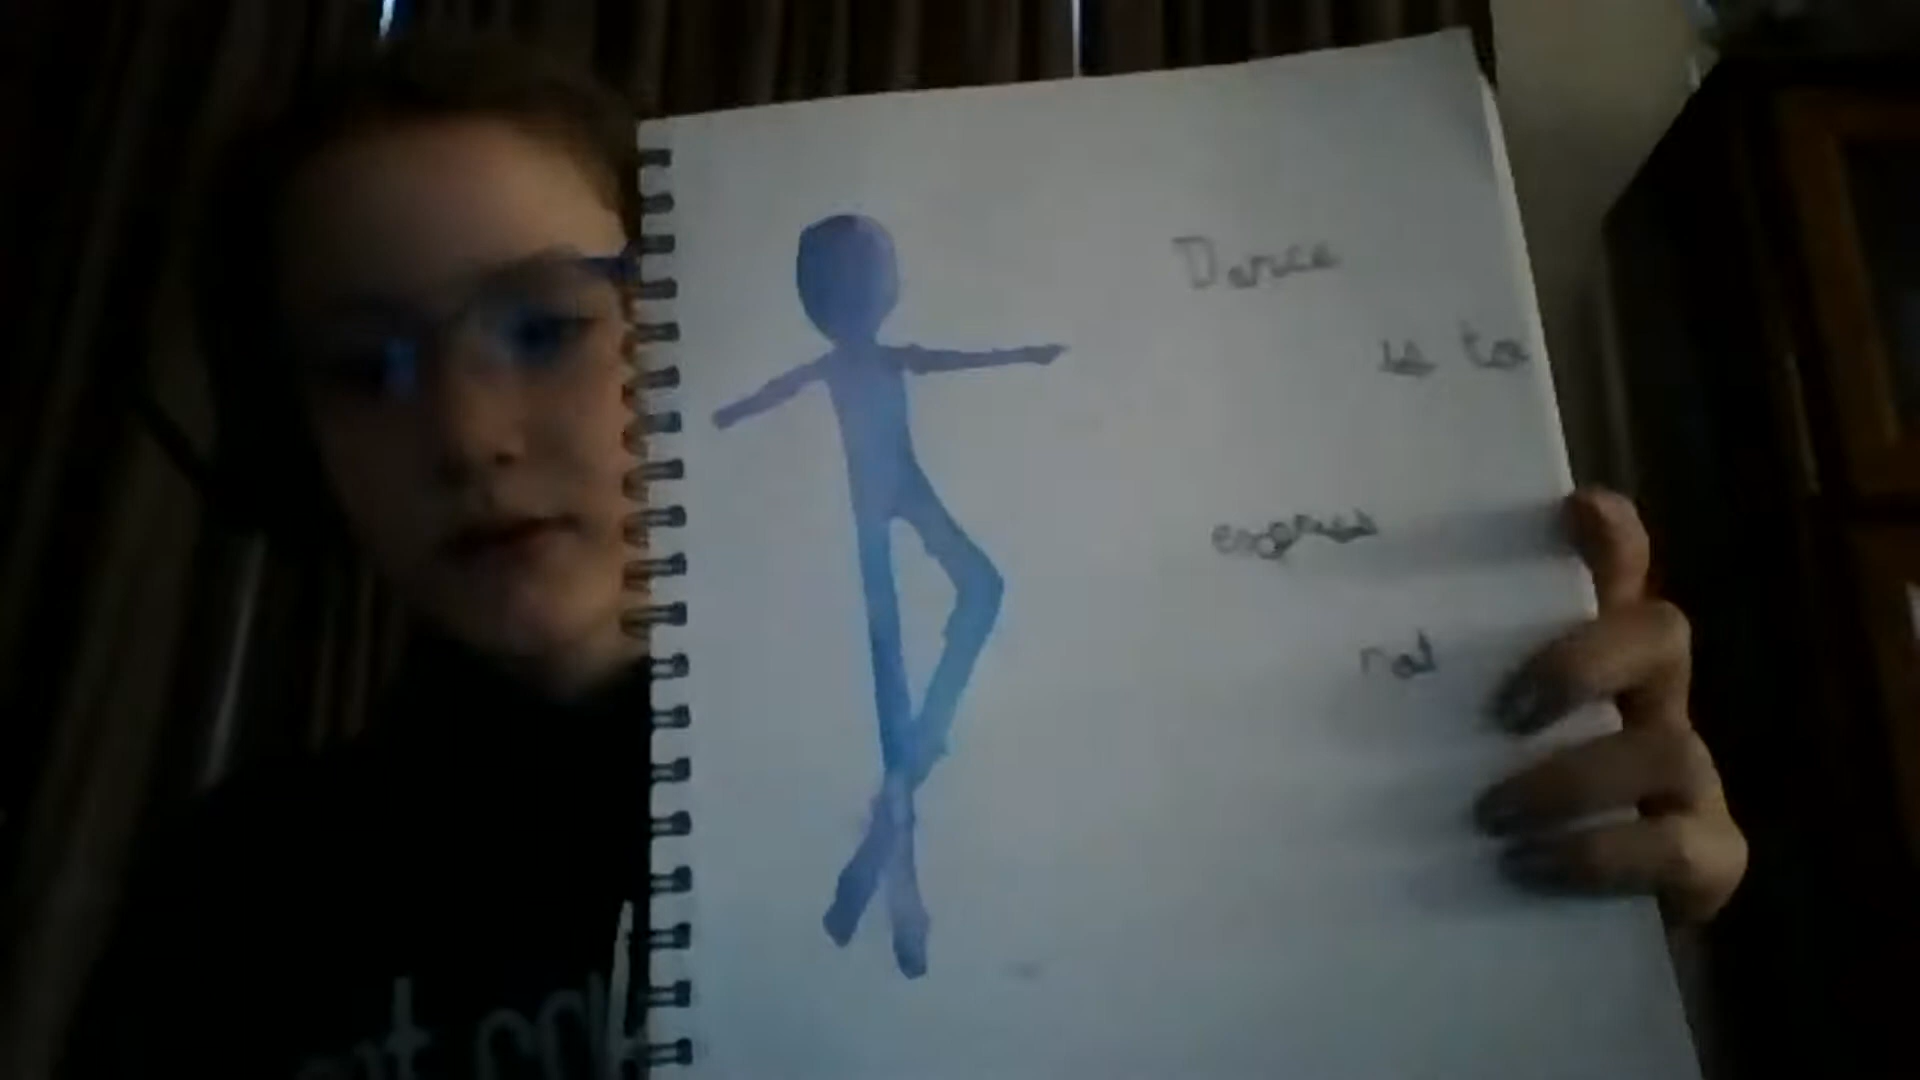 Dance
is to
express
not